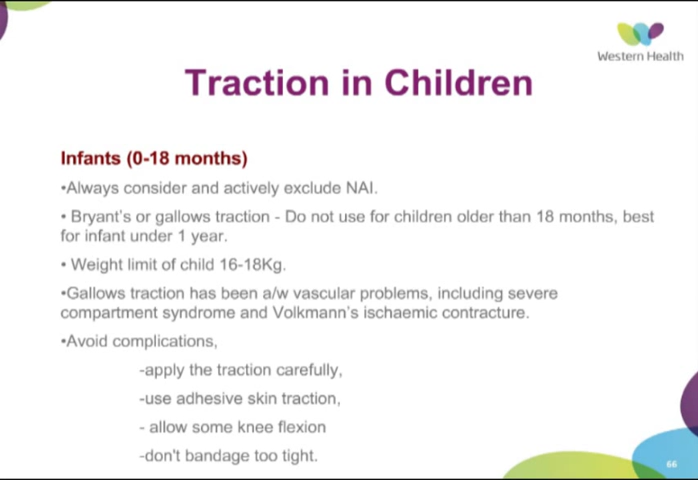 Western Health
Traction in Children
Infants (0-18 months)
•Always consider and actively exclude NAI.
• Bryant's or gallows traction - Do not use for children older than 18 months, best
for infant under 1 year.
• Weight limit of child 16-18Kg.
•Gallows traction has been a/w vascular problems, including severe
compartment syndrome and Volkmann's ischaemic contracture.
•Avoid complications,
-apply the traction carefully,
-use adhesive skin traction,
- allow some knee flexion
-don't bandage too tight.
66